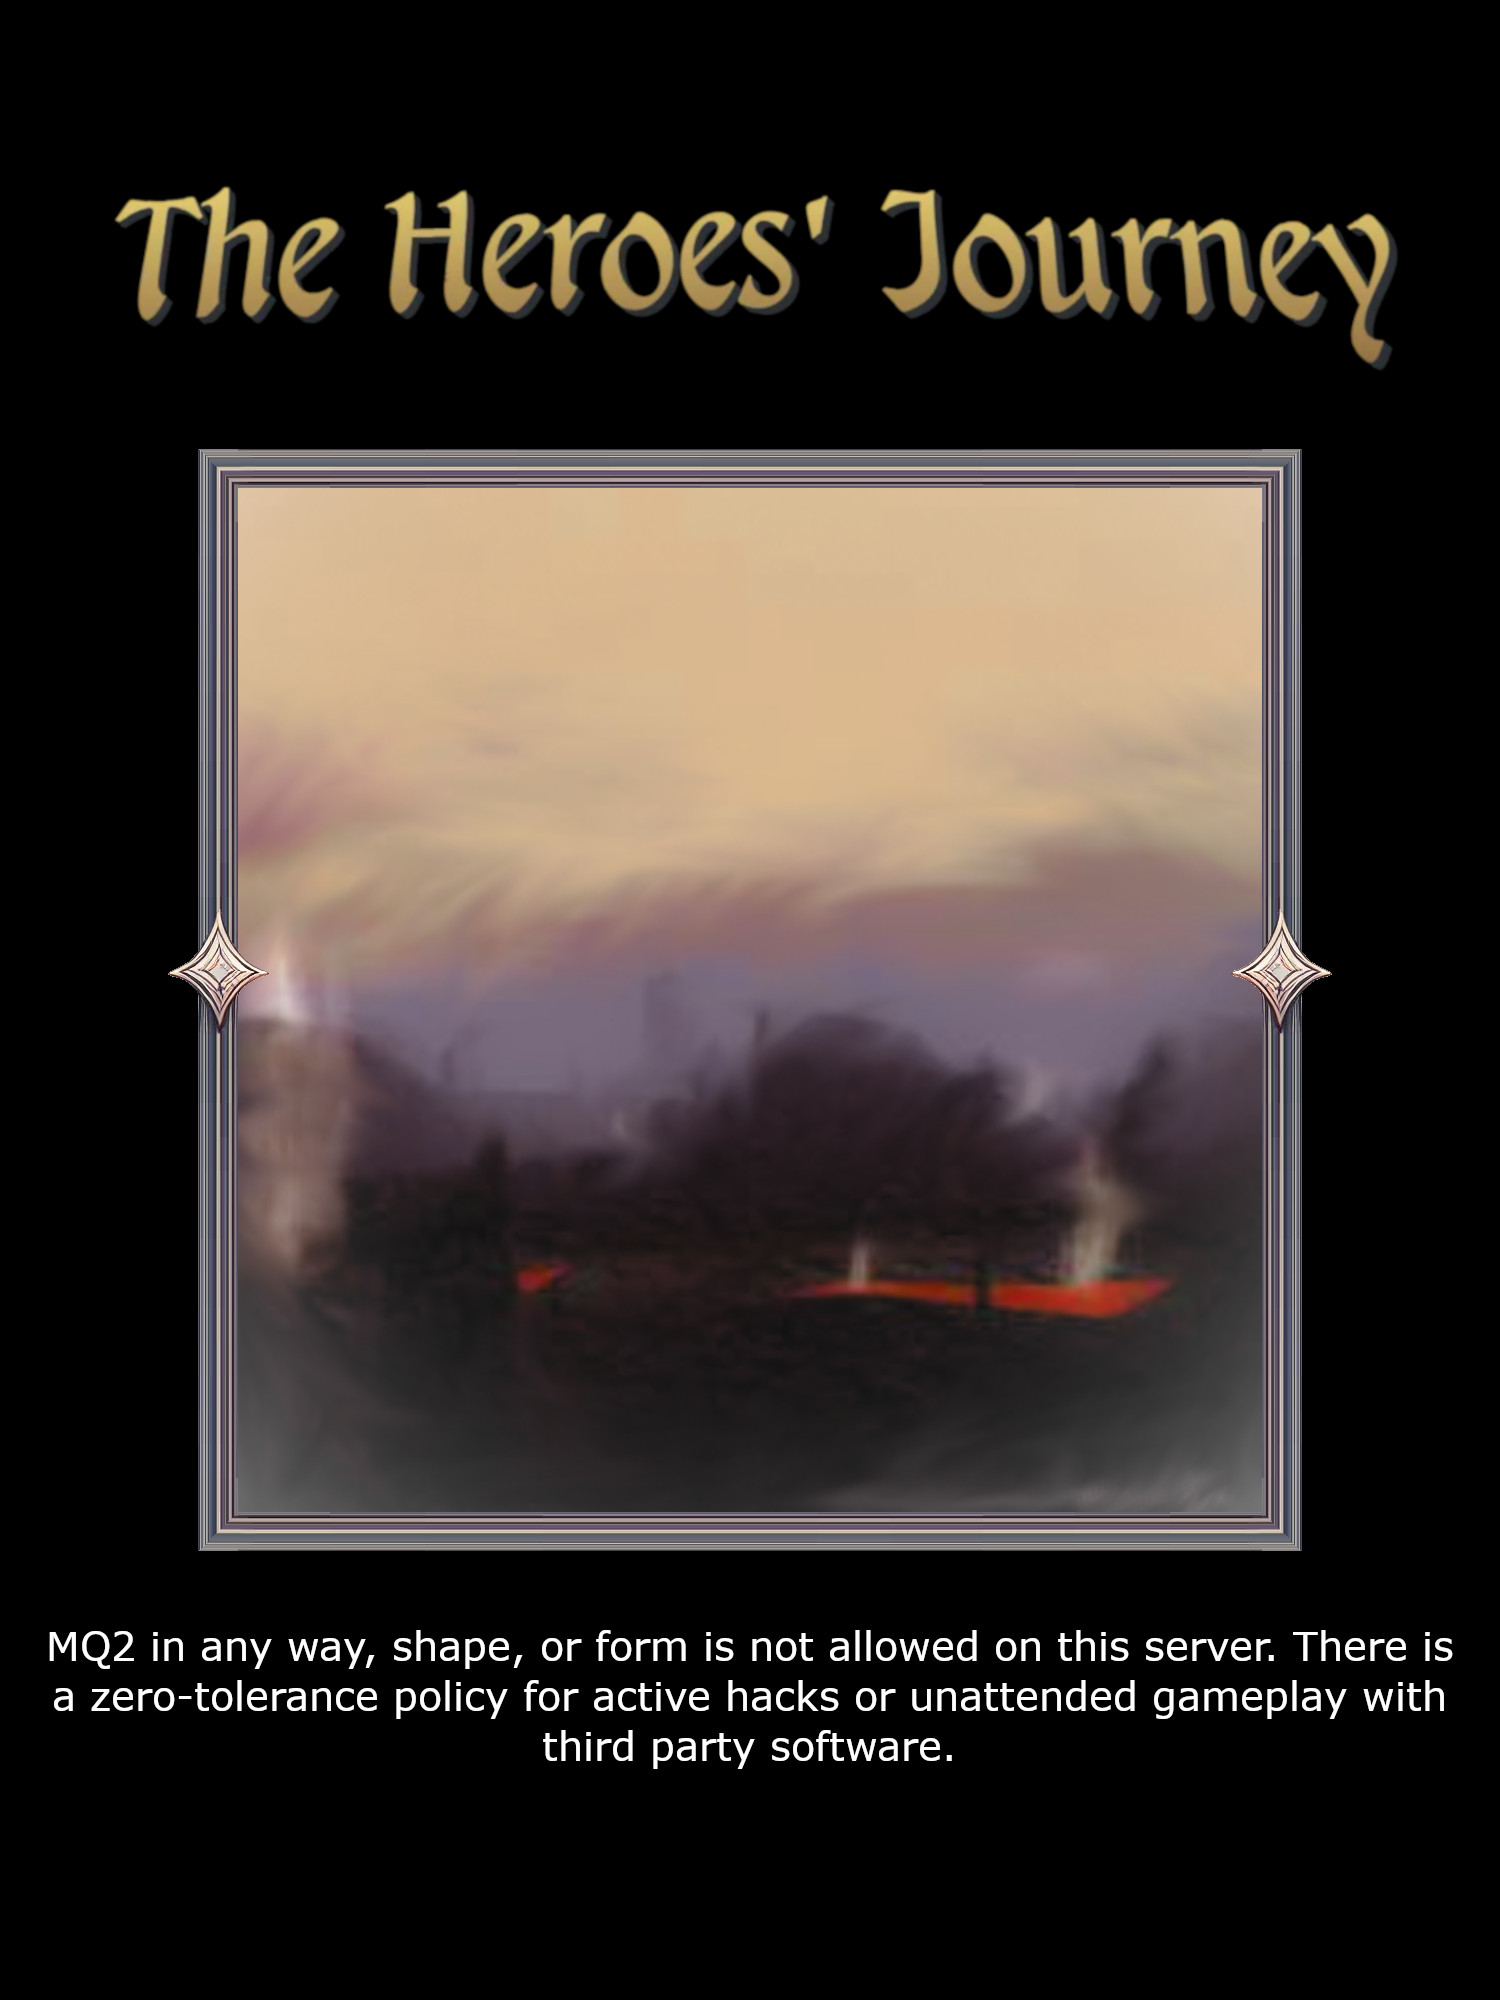 The Heroes' Journey
MQ2 in any way, shape, or form is not allowed on this server. There is
a zero-tolerance policy for active hacks or unattended gameplay with
third party software.